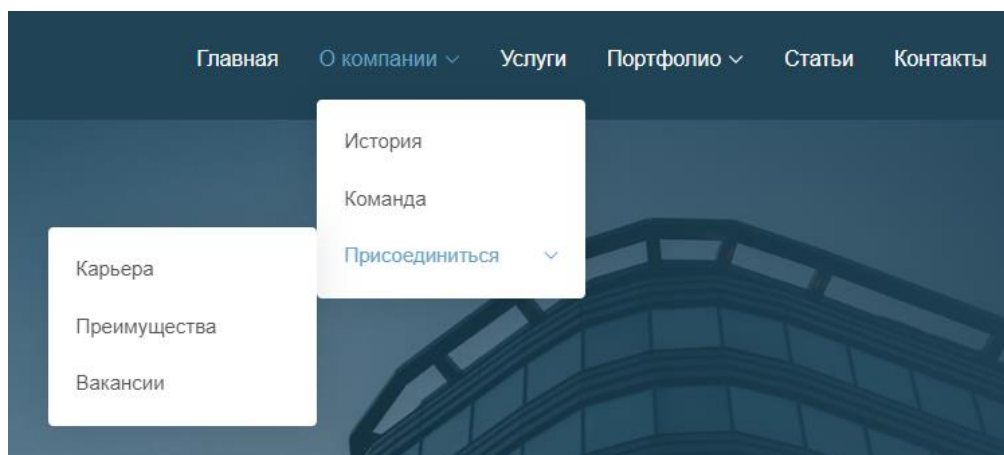 Главная О компании Услуги Портфолио Статьи Контакты
История
Команда
Присоединиться
Карьера
Преимущества
Вакансии